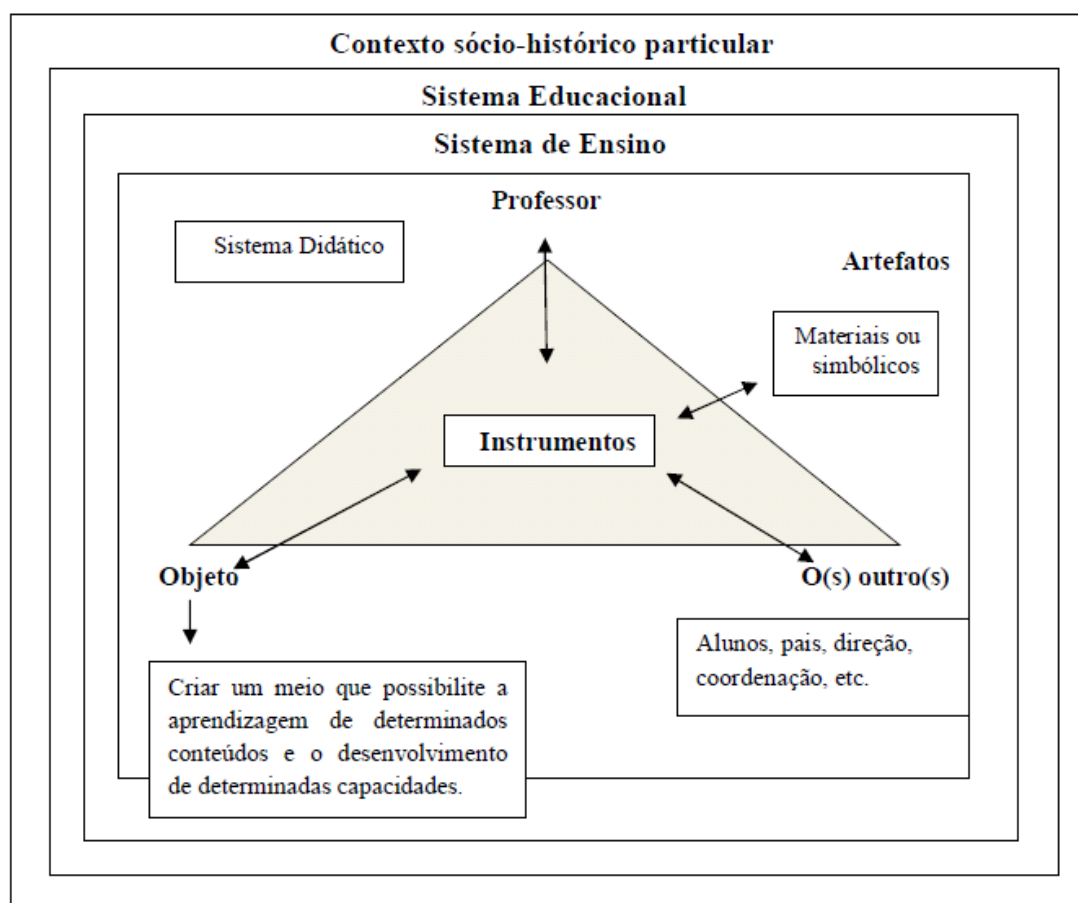 Contexto sócio-histórico particular
Sistema Educacional
Sistema de Ensino
Professor
Sistema Didático
Artefatos
Materiais ou
simbólicos
Instrumentos
Objeto
O(s) outro(s)
Alunos, pais, direção,
coordenação, etc.
Criar um meio que possibilite a
aprendizagem de determinados
conteúdos e o desenvolvimento
de determinadas capacidades.